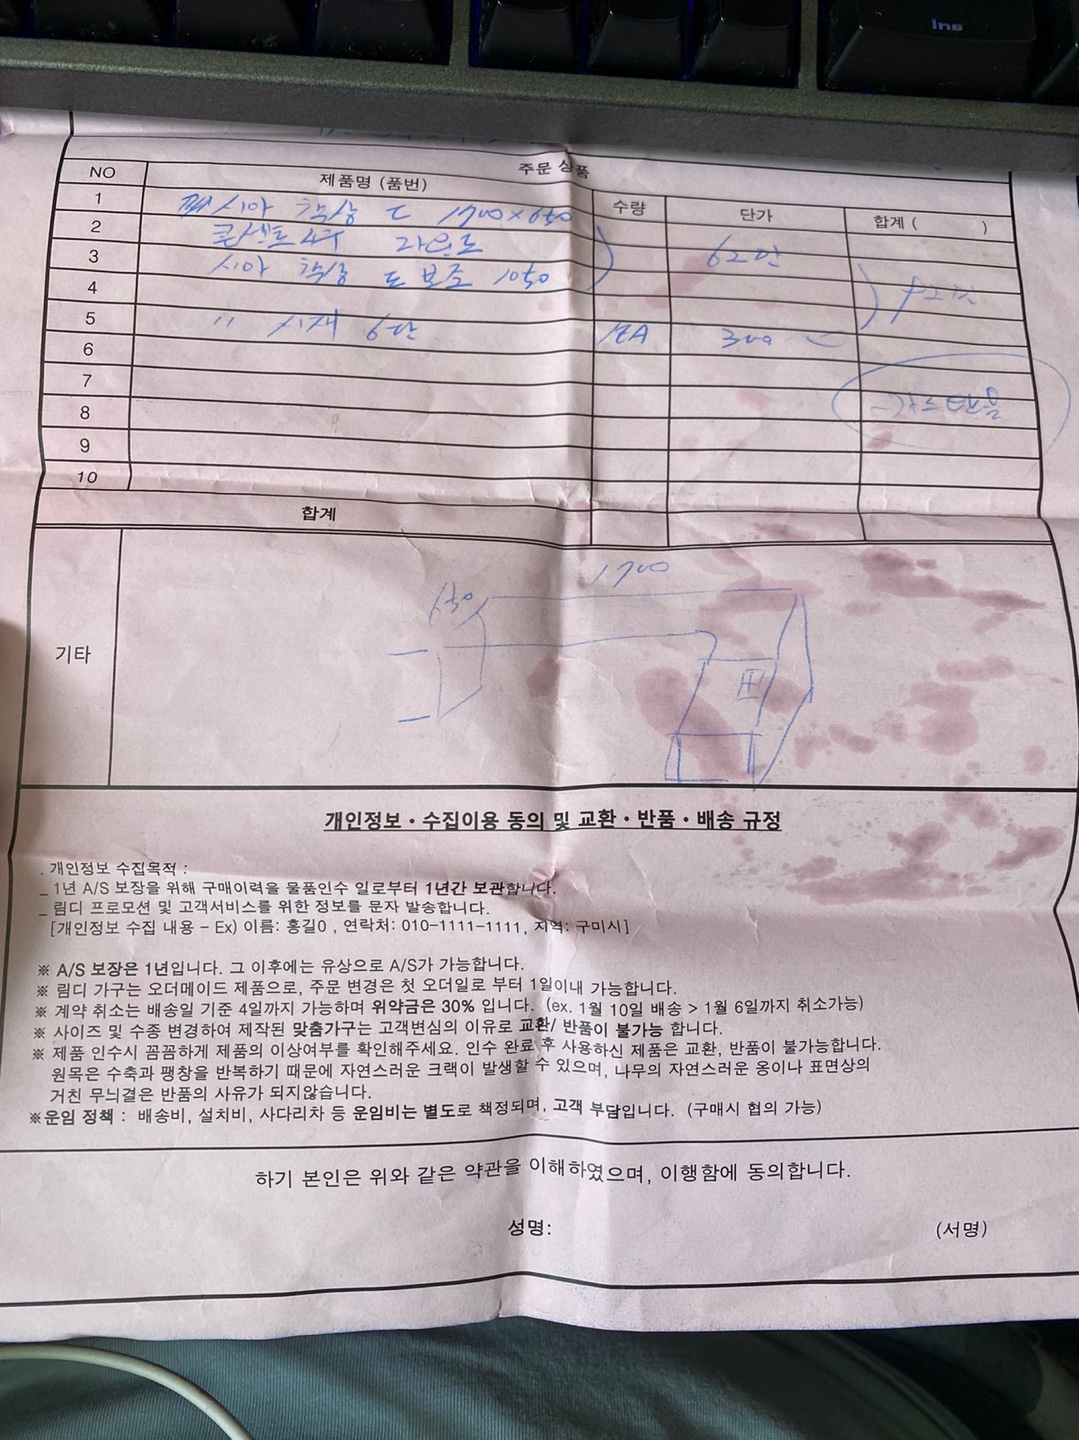 Ins
주문 상품
NO 제품명 (품번) 수량 단가 합계 ( )
1 책상 ㄷ 1700×650
2 라운드
3 책상 보조 1050 62만
4
5 〃 6단 1EA 300
6
7
8
9
10
합계
1700
650
기타
개인정보・수집이용 동의 및 교환・반품・배송 규정
. 개인정보 수집목적 :
_ 1년 A/S 보장을 위해 구매이력을 물품인수 일로부터 1년간 보관합니다.
_ 림디 프로모션 및 고객서비스를 위한 정보를 문자 발송합니다.
[개인정보 수집 내용 – Ex) 이름: 홍길0 , 연락처: 010-1111-1111, 지역: 구미시]
※ A/S 보장은 1년입니다. 그 이후에는 유상으로 A/S가 가능합니다.
※ 림디 가구는 오더메이드 제품으로, 주문 변경은 첫 오더일로 부터 1일이내 가능합니다.
※ 계약 취소는 배송일 기준 4일까지 가능하며 위약금은 30% 입니다. (ex. 1월 10일 배송 > 1월 6일까지 취소가능)
※ 사이즈 및 수종 변경하여 제작된 맞춤가구는 고객변심의 이유로 교환/ 반품이 불가능 합니다.
※ 제품 인수시 꼼꼼하게 제품의 이상여부를 확인해주세요. 인수 완료 후 사용하신 제품은 교환, 반품이 불가능합니다.
원목은 수축과 팽창을 반복하기 때문에 자연스러운 크랙이 발생할 수 있으며, 나무의 자연스러운 옹이나 표면상의
거친 무늬결은 반품의 사유가 되지않습니다.
※운임 정책 : 배송비, 설치비, 사다리차 등 운임비는 별도로 책정되며, 고객 부담입니다. (구매시 협의 가능)
하기 본인은 위와 같은 약관을 이해하였으며, 이행함에 동의합니다.
성명: (서명)